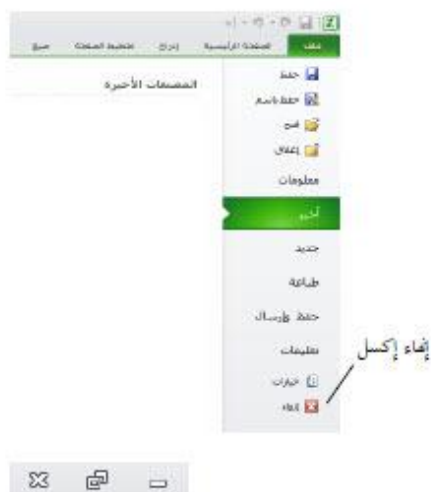 ملف الصفحة الرئيسية إدراج تخطيط الصفحة صيغ
حفظ
حفظ باسم
فتح
إغلاق
المصنفات الأخيرة
معلومات
أخير
جديد
طباعة
حفظ وإرسال
تعليمات
خيارات
إنهاء
إنهاء إكسل